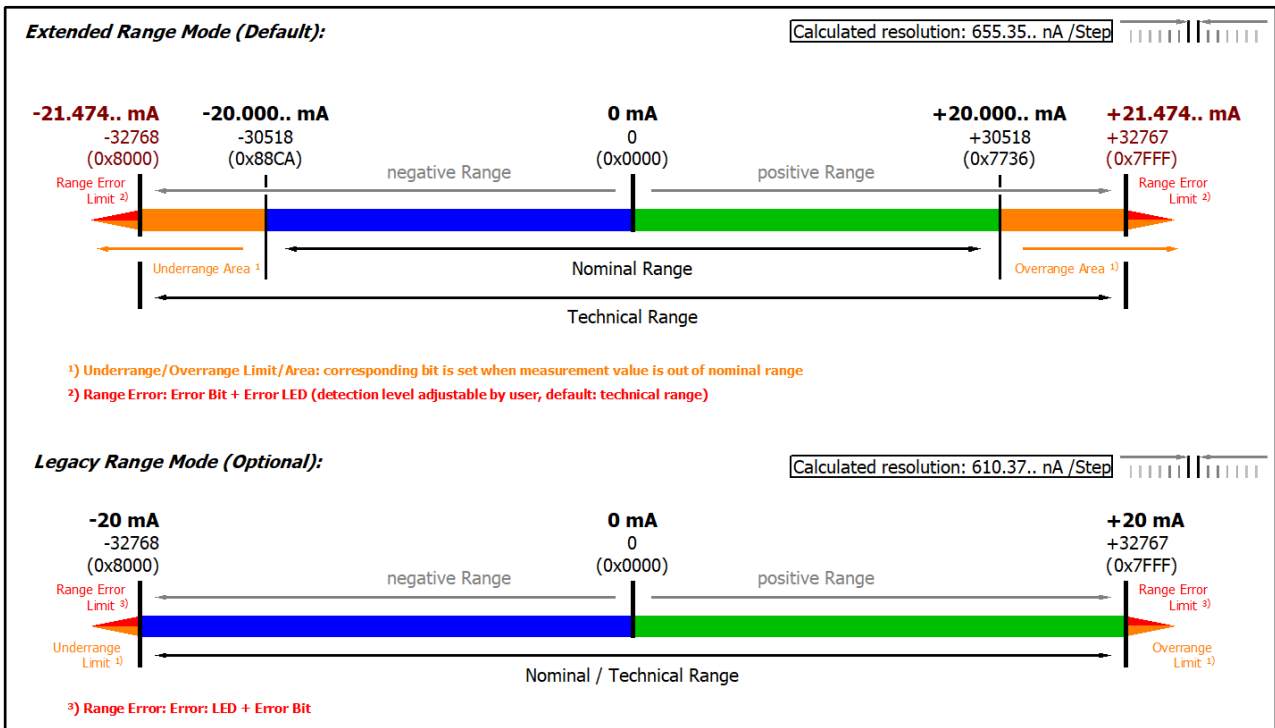 Extended Range Mode (Default):
Calculated resolution: 655.35.. nA /Step
-21.474.. mA
-32768
(0x8000)
-20.000.. mA
-30518
(0x88CA)
0 mA
0
(0x0000)
+20.000.. mA
+30518
(0x7736)
+21.474.. mA
+32767
(0x7FFF)
Range Error
Limit ²⁾
negative Range
positive Range
Range Error
Limit ²⁾
Underrange Area ¹
Nominal Range
Overrange Area ¹⁾
Technical Range
¹) Underrange/Overrange Limit/Area: corresponding bit is set when measurement value is out of nominal range
²) Range Error: Error Bit + Error LED (detection level adjustable by user, default: technical range)
Legacy Range Mode (Optional):
Calculated resolution: 610.37.. nA /Step
-20 mA
-32768
(0x8000)
0 mA
0
(0x0000)
+20 mA
+32767
(0x7FFF)
Range Error
Limit ³⁾
negative Range
positive Range
Range Error
Limit ³⁾
Underrange
Limit ¹⁾
Nominal / Technical Range
Overrange
Limit ¹⁾
³) Range Error: Error: LED + Error Bit